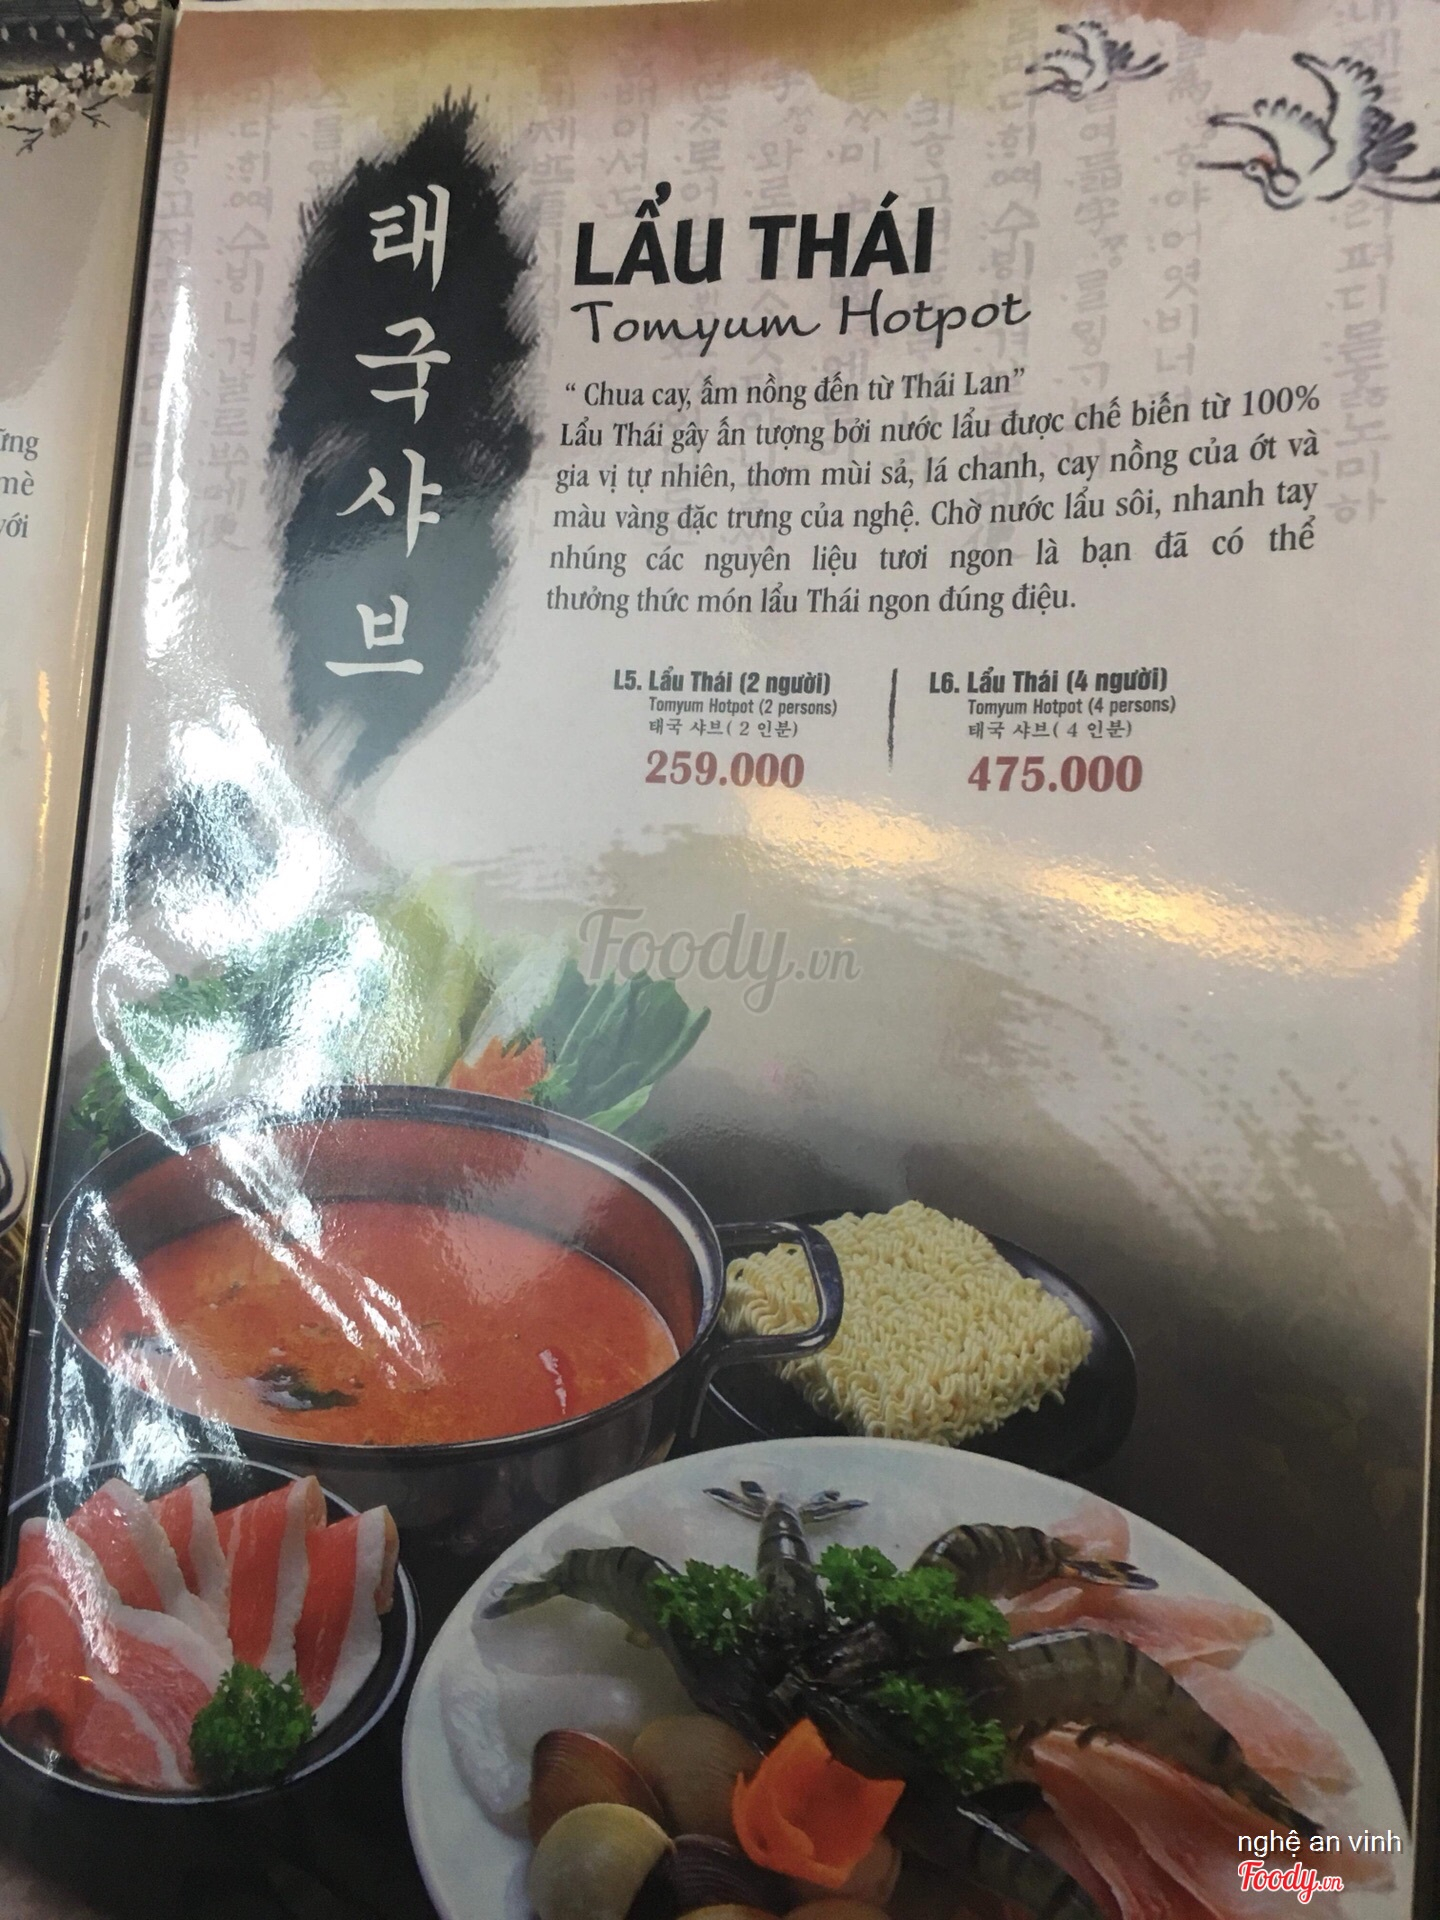 태국샤브
LẨU THÁI
Tomyum Hotpot
“ Chua cay, ấm nồng đến từ Thái Lan”
Lẩu Thái gây ấn tượng bởi nước lẩu được chế biến từ 100%
gia vị tự nhiên, thơm mùi sả, lá chanh, cay nồng của ớt và
màu vàng đặc trưng của nghệ. Chờ nước lẩu sôi, nhanh tay
nhúng các nguyên liệu tươi ngon là bạn đã có thể
thưởng thức món lẩu Thái ngon đúng điệu.
L5. Lẩu Thái (2 người)
Tomyum Hotpot (2 persons)
태국 샤브( 2 인분)
259.000
L6. Lẩu Thái (4 người)
Tomyum Hotpot (4 persons)
태국 샤브( 4 인분)
475.000
mè
với
Foody.vn
nghệ an vinh
Foody.vn